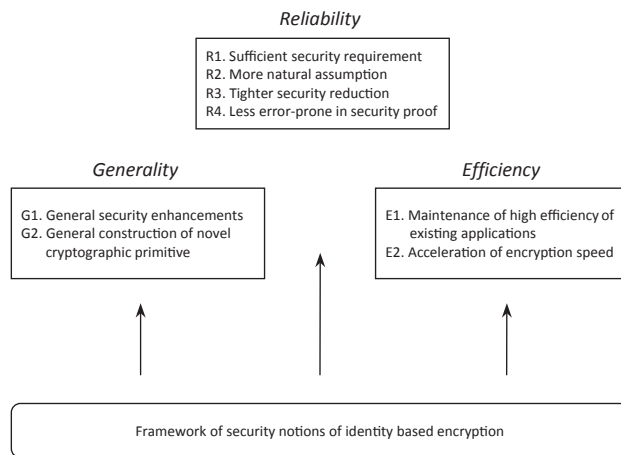 Reliability
R1. Sufficient security requirement
R2. More natural assumption
R3. Tighter security reduction
R4. Less error-prone in security proof
Generality
G1. General security enhancements
G2. General construction of novel
cryptographic primitive
Efficiency
E1. Maintenance of high efficiency of
existing applications
E2. Acceleration of encryption speed
Framework of security notions of identity based encryption